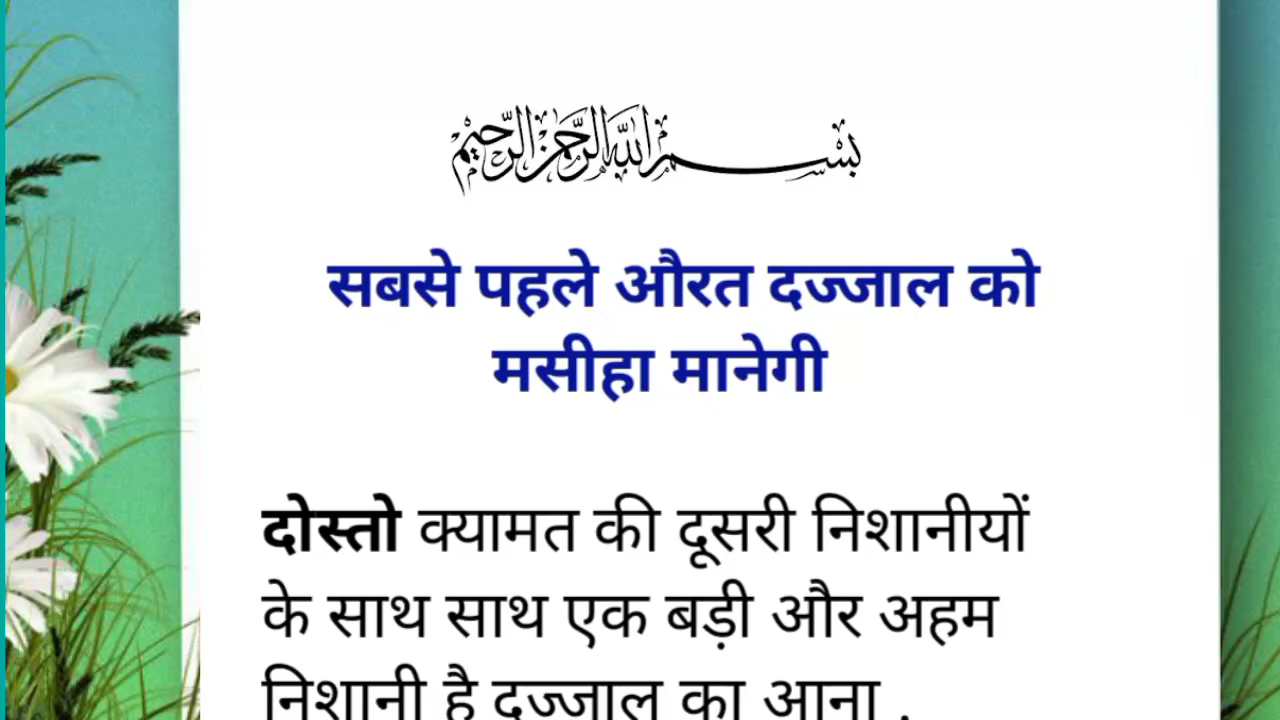 بسم الله الرحمن الرحيم
सबसे पहले औरत दज्जाल को
मसीहा मानेगी
दोस्तो क्यामत की दूसरी निशानीयों
के साथ साथ एक बड़ी और अहम
निशानी है दज्जाल का आना .